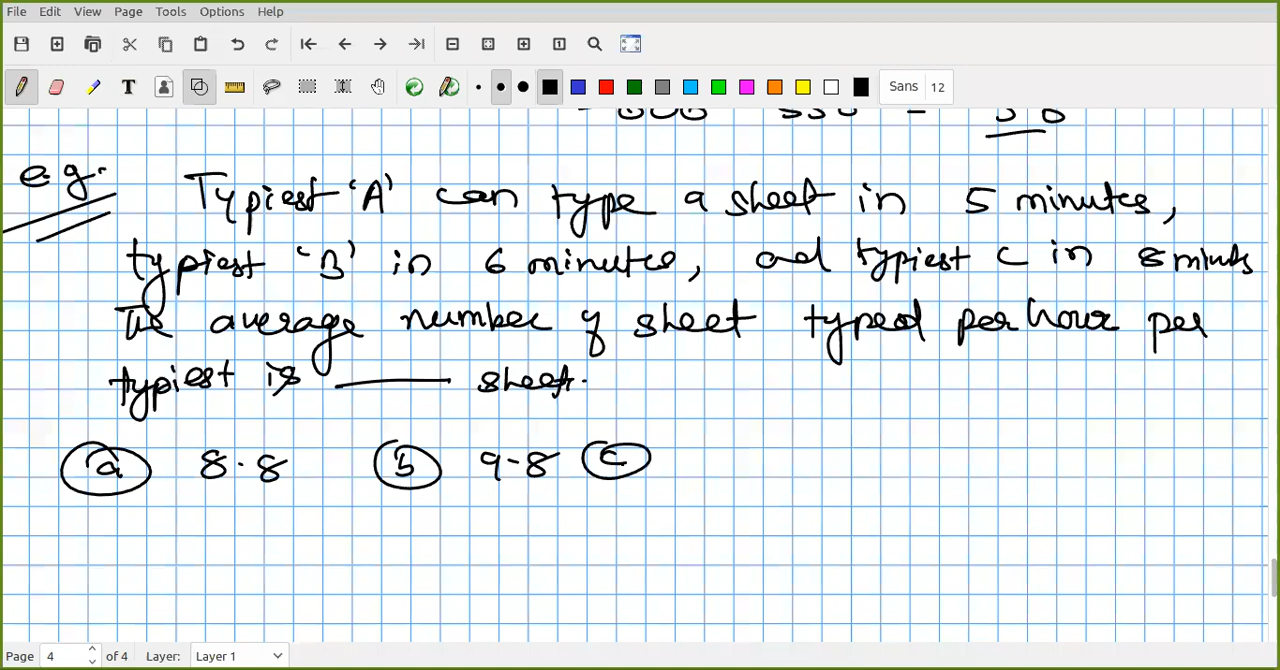 File Edit View Page Tools Options Help
Sans 12
e.g.
Typiest 'A' can type a sheet in 5 minutes,
typiest 'B' in 6 minutes, and typiest C in 8 minuts
The average number of sheet typed per hour per
typiest is ——— sheet.
a 8.8 b 9.8 c
Page 4 of 4 Layer: Layer 1